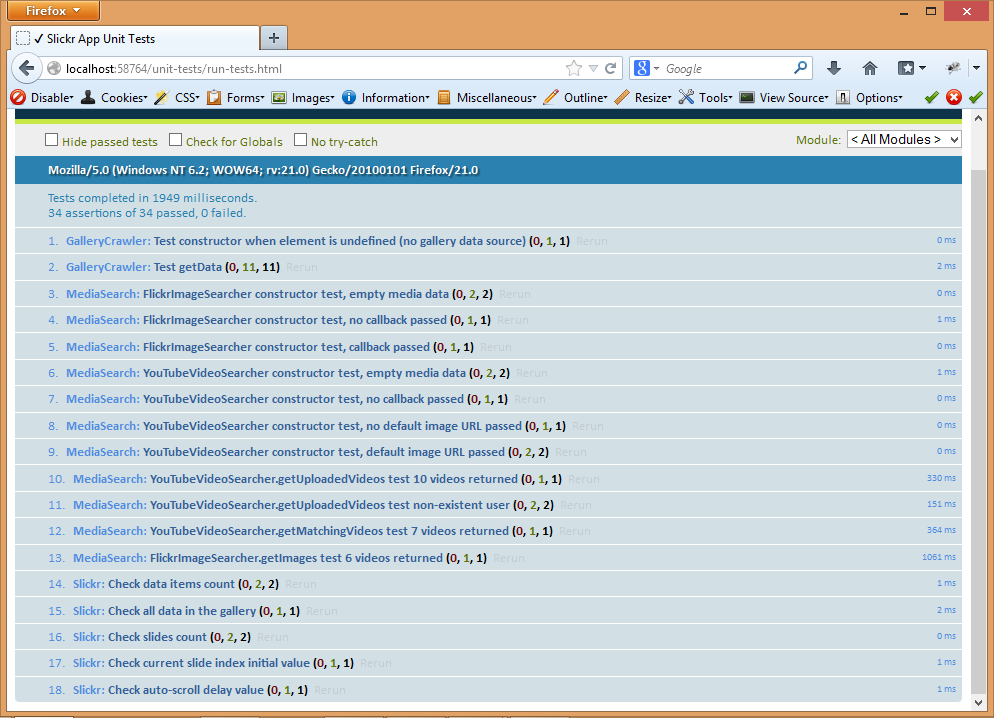 Firefox
✓ Slickr App Unit Tests
localhost:58764/unit-tests/run-tests.html
Google
Disable Cookies CSS Forms Images Information Miscellaneous Outline Resize Tools View Source Options
Hide passed tests Check for Globals No try-catch Module: < All Modules >
Mozilla/5.0 (Windows NT 6.2; WOW64; rv:21.0) Gecko/20100101 Firefox/21.0
Tests completed in 1949 milliseconds.
34 assertions of 34 passed, 0 failed.
1. GalleryCrawler: Test constructor when element is undefined (no gallery data source) (0, 1, 1) Rerun 0 ms
2. GalleryCrawler: Test getData (0, 11, 11) Rerun 2 ms
3. MediaSearch: FlickrImageSearcher constructor test, empty media data (0, 2, 2) Rerun 0 ms
4. MediaSearch: FlickrImageSearcher constructor test, no callback passed (0, 1, 1) Rerun 1 ms
5. MediaSearch: FlickrImageSearcher constructor test, callback passed (0, 1, 1) Rerun 0 ms
6. MediaSearch: YouTubeVideoSearcher constructor test, empty media data (0, 2, 2) Rerun 1 ms
7. MediaSearch: YouTubeVideoSearcher constructor test, no callback passed (0, 1, 1) Rerun 0 ms
8. MediaSearch: YouTubeVideoSearcher constructor test, no default image URL passed (0, 1, 1) Rerun 0 ms
9. MediaSearch: YouTubeVideoSearcher constructor test, default image URL passed (0, 2, 2) Rerun 0 ms
10. MediaSearch: YouTubeVideoSearcher.getUploadedVideos test 10 videos returned (0, 1, 1) Rerun 330 ms
11. MediaSearch: YouTubeVideoSearcher.getUploadedVideos test non-existent user (0, 2, 2) Rerun 151 ms
12. MediaSearch: YouTubeVideoSearcher.getMatchingVideos test 7 videos returned (0, 1, 1) Rerun 364 ms
13. MediaSearch: FlickrImageSearcher.getImages test 6 videos returned (0, 1, 1) Rerun 1061 ms
14. Slickr: Check data items count (0, 2, 2) Rerun 1 ms
15. Slickr: Check all data in the gallery (0, 1, 1) Rerun 2 ms
16. Slickr: Check slides count (0, 2, 2) Rerun 0 ms
17. Slickr: Check current slide index initial value (0, 1, 1) Rerun 1 ms
18. Slickr: Check auto-scroll delay value (0, 1, 1) Rerun 1 ms